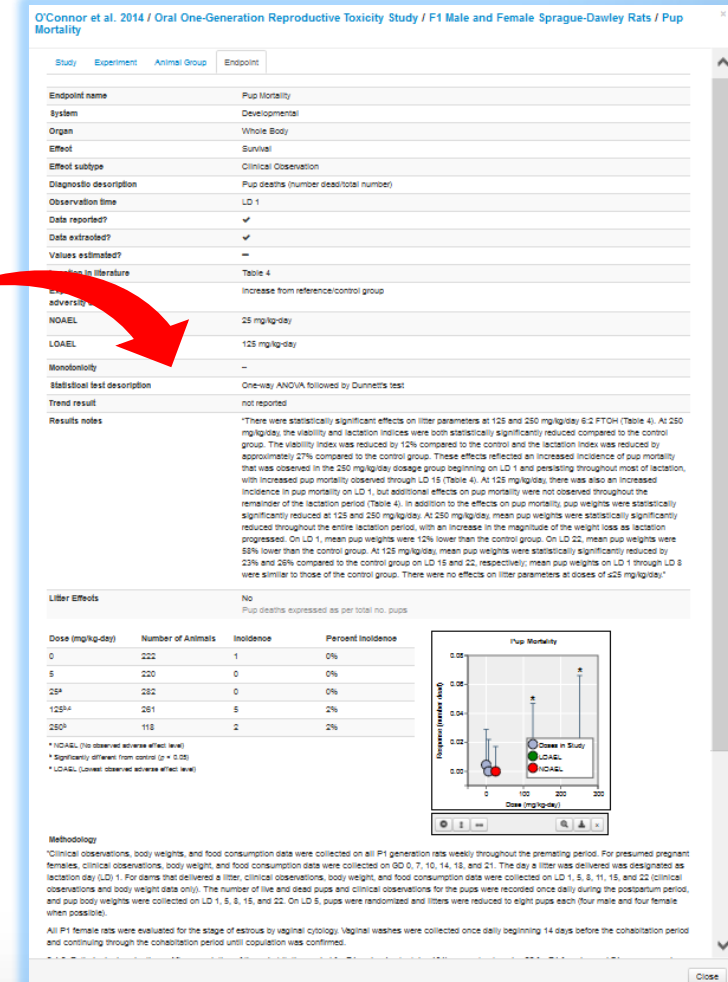 O'Connor et al. 2014 / Oral One-Generation Reproductive Toxicity Study / F1 Male and Female Sprague-Dawley Rats / Pup
Mortality
×
Study Experiment Animal Group Endpoint
Endpoint name Pup Mortality
System Developmental
Organ Whole Body
Effect Survival
Effect subtype Clinical Observation
Diagnostic description Pup deaths (number dead/total number)
Observation time LD 1
Data reported? ✔
Data extracted? ✔
Values estimated? –
in literature Table 4
Increase from reference/control group
adversity
NOAEL 25 mg/kg-day
LOAEL 125 mg/kg-day
Monotonicity --
Statistical test description One-way ANOVA followed by Dunnett's test
Trend result not reported
Results notes "There were statistically significant effects on litter parameters at 125 and 250 mg/kg/day 6:2 FTOH (Table 4). At 250
mg/kg/day, the viability and lactation indices were both statistically significantly reduced compared to the control
group. The viability index was reduced by 12% compared to the control and the lactation index was reduced by
approximately 27% compared to the control group. These effects reflected an increased incidence of pup mortality
that was observed in the 250 mg/kg/day dosage group beginning on LD 1 and persisting throughout most of lactation,
with increased pup mortality observed through LD 15 (Table 4). At 125 mg/kg/day, there was also an increased
incidence in pup mortality on LD 1, but additional effects on pup mortality were not observed throughout the
remainder of the lactation period (Table 4). In addition to the effects on pup mortality, pup weights were statistically
significantly reduced at 125 and 250 mg/kg/day. At 250 mg/kg/day, mean pup weights were statistically significantly
reduced throughout the entire lactation period, with an increase in the magnitude of the weight loss as lactation
progressed. On LD 1, mean pup weights were 12% lower than the control group. On LD 22, mean pup weights were
58% lower than the control group. At 125 mg/kg/day, mean pup weights were statistically significantly reduced by
23% and 26% compared to the control group on LD 15 and 22, respectively; mean pup weights on LD 1 through LD 8
were similar to those of the control group. There were no effects on litter parameters at doses of ≤25 mg/kg/day."
Litter Effects No
Pup deaths expressed as per total no. pups
Dose (mg/kg-day) Number of Animals Incidence Percent Incidence
0 222 1 0%
5 220 0 0%
25ᵃ 282 0 0%
125ᵇ,ᶜ 261 5 2%
250ᵇ 118 2 2%
ᵃ NOAEL (No observed adverse effect level)
ᵇ Significantly different from control (p < 0.05)
ᶜ LOAEL (Lowest observed adverse effect level)
Pup Mortality
Response (number dead)
0.04
0.02
0.00
* *
Doses in Study
LOAEL
NOAEL
0 100 200 300
Dose (mg/kg-day)
Methodology
"Clinical observations, body weights, and food consumption data were collected on all P1 generation rats weekly throughout the premating period. For presumed pregnant
females, clinical observations, body weight, and food consumption data were collected on GD 0, 7, 10, 14, 18, and 21. The day a litter was delivered was designated as
lactation day (LD) 1. For dams that delivered a litter, clinical observations, body weight, and food consumption data were collected on LD 1, 5, 8, 11, 15, and 22 (clinical
observations and body weight data only). The number of live and dead pups and clinical observations for the pups were recorded once daily during the postpartum period,
and pup body weights were collected on LD 1, 5, 8, 15, and 22. On LD 5, pups were randomized and litters were reduced to eight pups each (four male and four female
when possible).
All P1 female rats were evaluated for the stage of estrous by vaginal cytology. Vaginal washes were collected once daily beginning 14 days before the cohabitation period
and continuing through the cohabitation period until copulation was confirmed.
Close